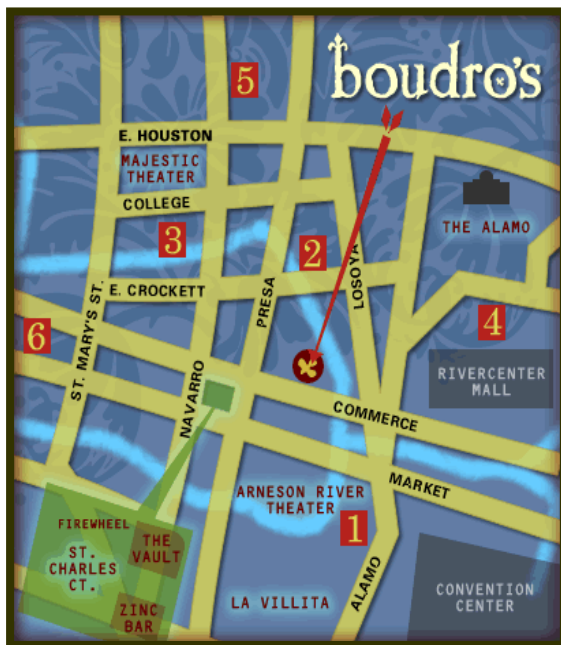 boudro's
5
E. HOUSTON
MAJESTIC
THEATER
COLLEGE
THE ALAMO
3
2
E. CROCKETT
PRESA
LOSOYA
ST. MARY'S ST.
4
6
RIVERCENTER
MALL
NAVARRO
COMMERCE
MARKET
ARNESON RIVER
THEATER
1
FIREWHEEL
THE
VAULT
ST.
CHARLES
CT.
ZINC
BAR
LA VILLITA
ALAMO
CONVENTION
CENTER